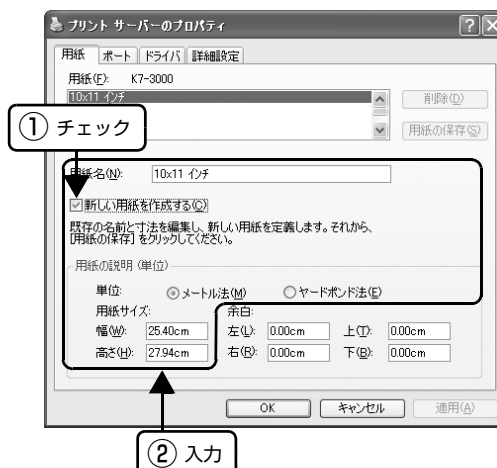 プリント サーバーのプロパティ
用紙 ポート ドライバ 詳細設定
用紙(F): K7-3000
10x11 インチ
削除(D)
① チェック
用紙の保存(S)
用紙名(N): 10x11 インチ
新しい用紙を作成する(C)
既存の名前と寸法を編集し、新しい用紙を定義します。それから、
[用紙の保存] をクリックしてください。
用紙の説明 (単位)
単位: メートル法(M) ヤードポンド法(E)
用紙サイズ: 余白:
幅(W): 25.40cm 左(L): 0.00cm 上(T): 0.00cm
高さ(H): 27.94cm 右(R): 0.00cm 下(B): 0.00cm
OK キャンセル 適用(A)
② 入力